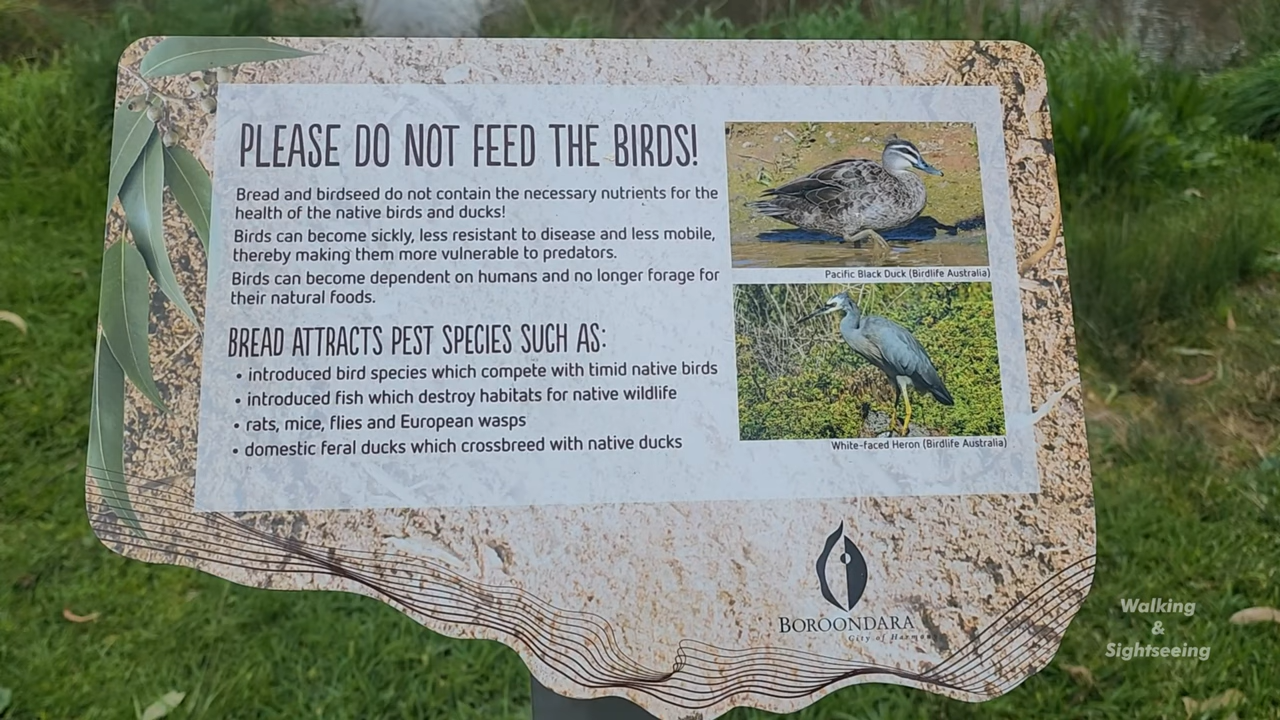 PLEASE DO NOT FEED THE BIRDS!
Bread and birdseed do not contain the necessary nutrients for the
health of the native birds and ducks!
Birds can become sickly, less resistant to disease and less mobile,
thereby making them more vulnerable to predators.
Birds can become dependent on humans and no longer forage for
their natural foods.
BREAD ATTRACTS PEST SPECIES SUCH AS:
• introduced bird species which compete with timid native birds
• introduced fish which destroy habitats for native wildlife
• rats, mice, flies and European wasps
• domestic feral ducks which crossbreed with native ducks
Pacific Black Duck (Birdlife Australia)
White-faced Heron (Birdlife Australia)
BOROONDARA
City of Harmony
Walking
&
Sightseeing